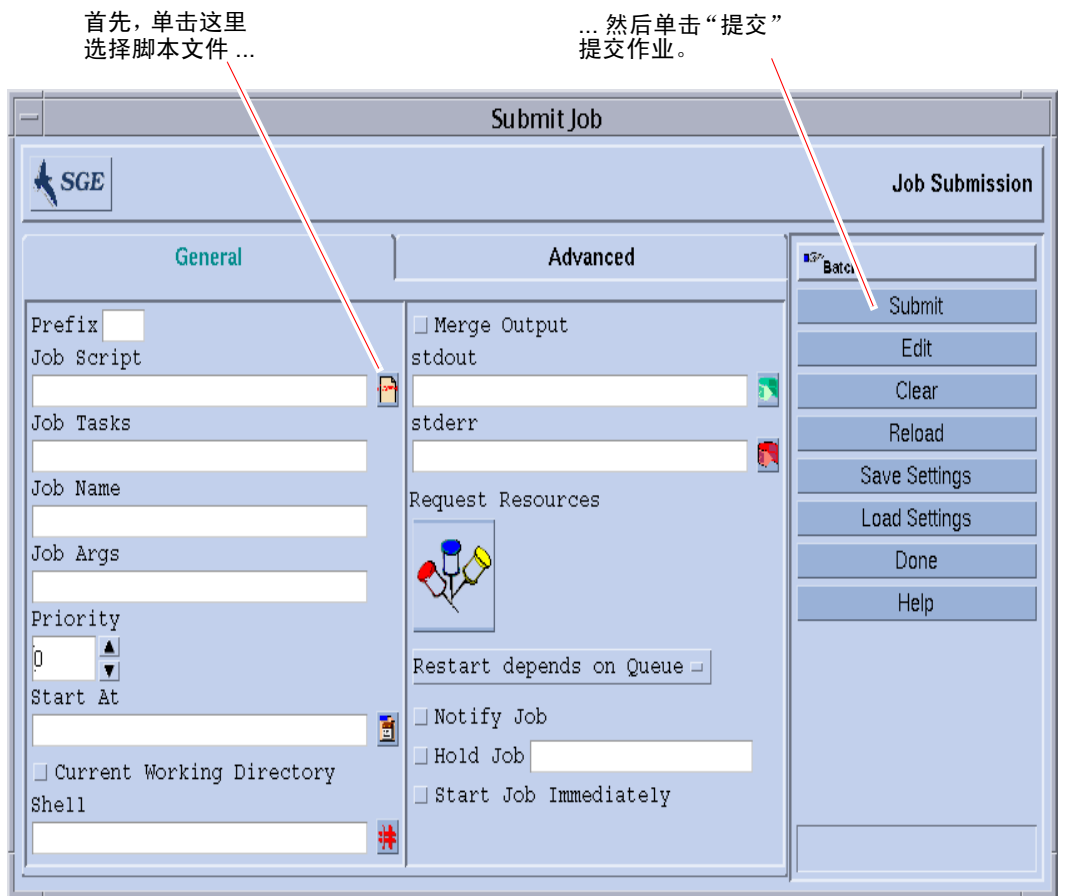 首先，单击这里
选择脚本文件 ...
... 然后单击“提交”
提交作业。
Submit Job
SGE
Job Submission
General
Advanced
Prefix
Job Script
Job Tasks
Job Name
Job Args
Priority
0
Start At
Current Working Directory
Shell
Merge Output
stdout
stderr
Request Resources
Restart depends on Queue
Notify Job
Hold Job
Start Job Immediately
Batch
Submit
Edit
Clear
Reload
Save Settings
Load Settings
Done
Help